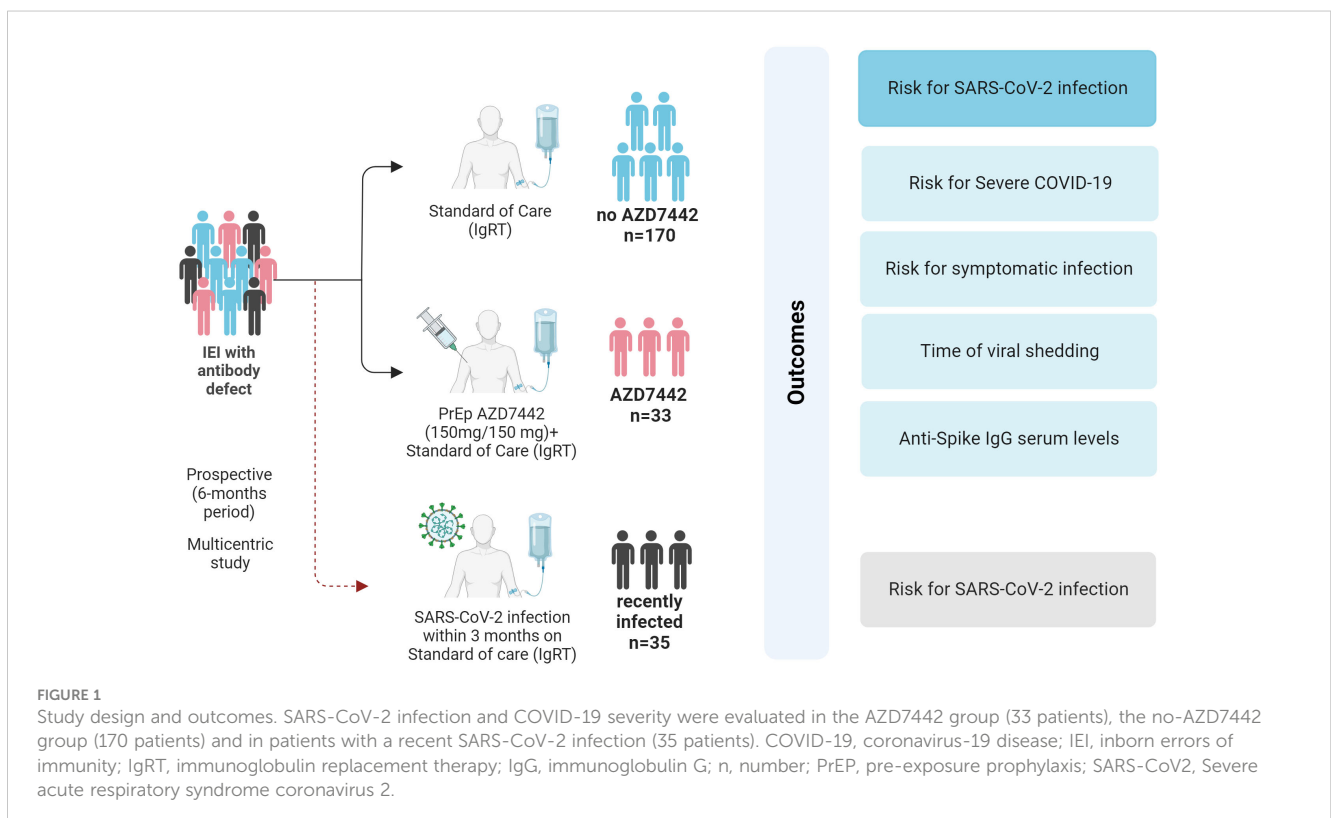 IEI with
antibody
defect
Prospective
(6-months
period)
Multicentric
study
Standard of Care
(IgRT)
no AZD7442
n=170
PrEp AZD7442
(150mg/150 mg)+
Standard of Care (IgRT)
AZD7442
n=33
SARS-CoV-2 infection
within 3 months on
Standard of care (IgRT)
recently
infected
n=35
Outcomes
Risk for SARS-CoV-2 infection
Risk for Severe COVID-19
Risk for symptomatic infection
Time of viral shedding
Anti-Spike IgG serum levels
Risk for SARS-CoV-2 infection
FIGURE 1
Study design and outcomes. SARS-CoV-2 infection and COVID-19 severity were evaluated in the AZD7442 group (33 patients), the no-AZD7442
group (170 patients) and in patients with a recent SARS-CoV-2 infection (35 patients). COVID-19, coronavirus-19 disease; IEI, inborn errors of
immunity; IgRT, immunoglobulin replacement therapy; IgG, immunoglobulin G; n, number; PrEP, pre-exposure prophylaxis; SARS-CoV2, Severe
acute respiratory syndrome coronavirus 2.